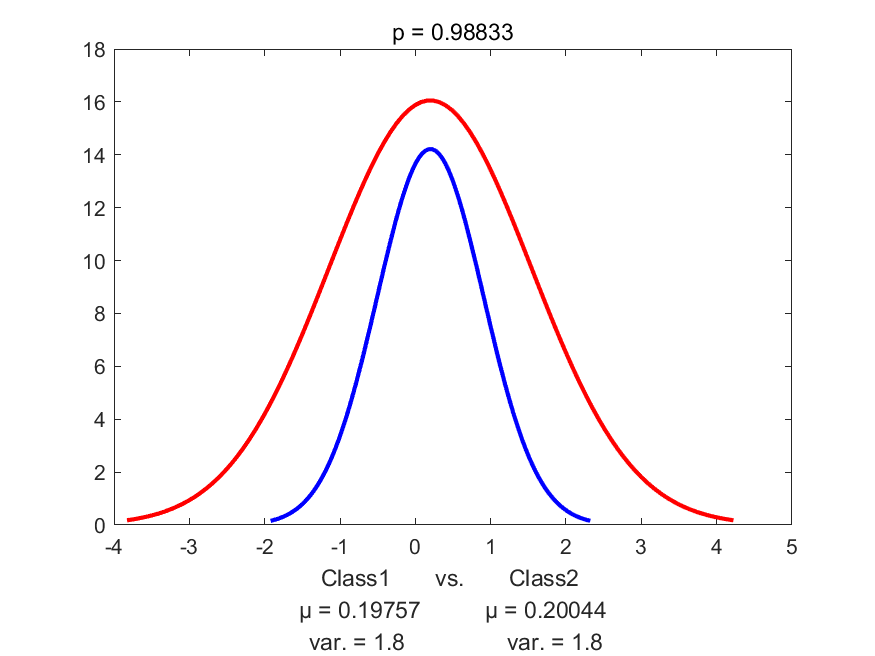 p = 0.98833
18
16
14
12
10
8
6
4
2
0
-4 -3 -2 -1 0 1 2 3 4 5
Class1 vs. Class2
μ = 0.19757 μ = 0.20044
var. = 1.8 var. = 1.8